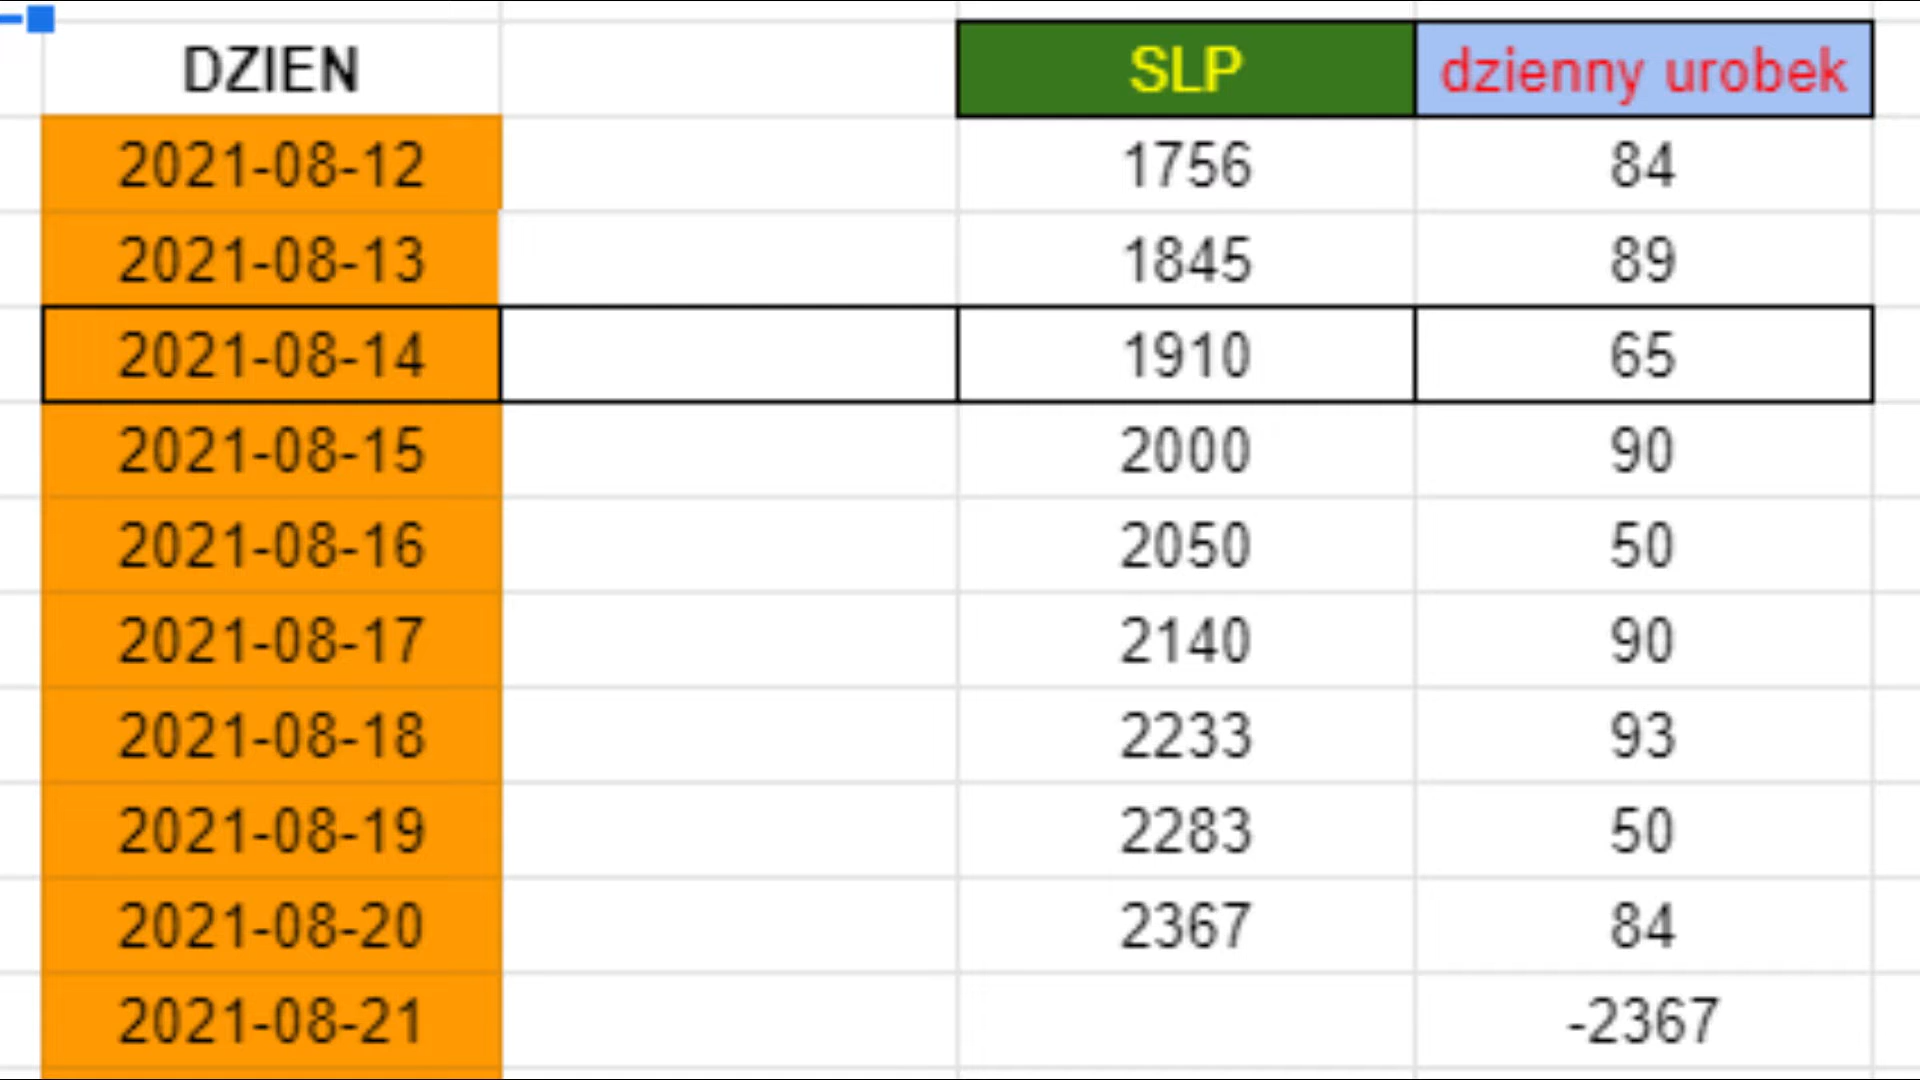 DZIEN SLP dzienny urobek
2021-08-12 1756 84
2021-08-13 1845 89
2021-08-14 1910 65
2021-08-15 2000 90
2021-08-16 2050 50
2021-08-17 2140 90
2021-08-18 2233 93
2021-08-19 2283 50
2021-08-20 2367 84
2021-08-21 -2367